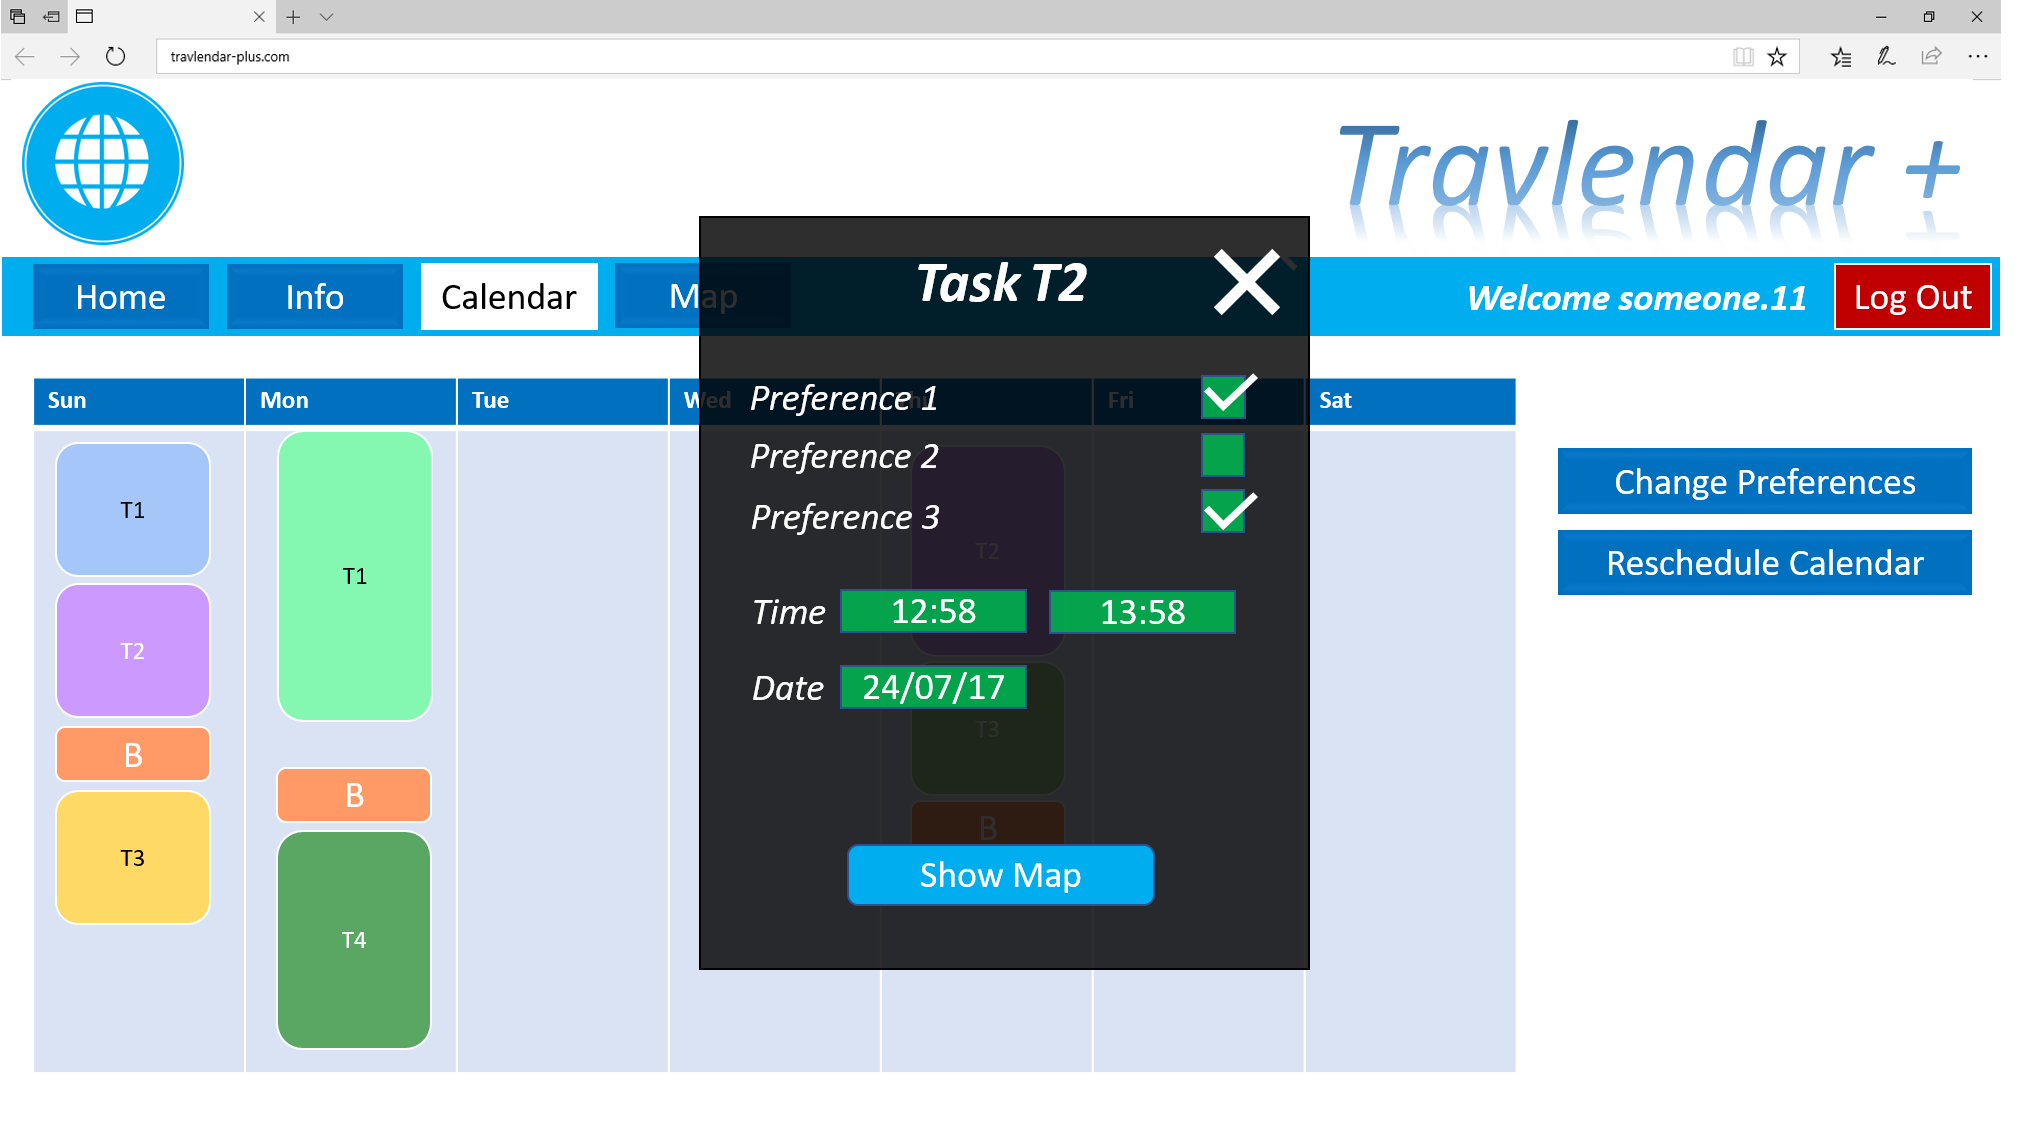 travlendar-plus.com
Travlendar +
Home
Info
Calendar
Map
Welcome someone.11
Log Out
Task T2
Sun
Mon
Tue
Wed
Fri
Sat
Preference 1
Preference 2
Preference 3
Time 12:58 13:58
Date 24/07/17
Show Map
T1
T2
B
T3
T1
B
T4
T2
T3
B
Change Preferences
Reschedule Calendar